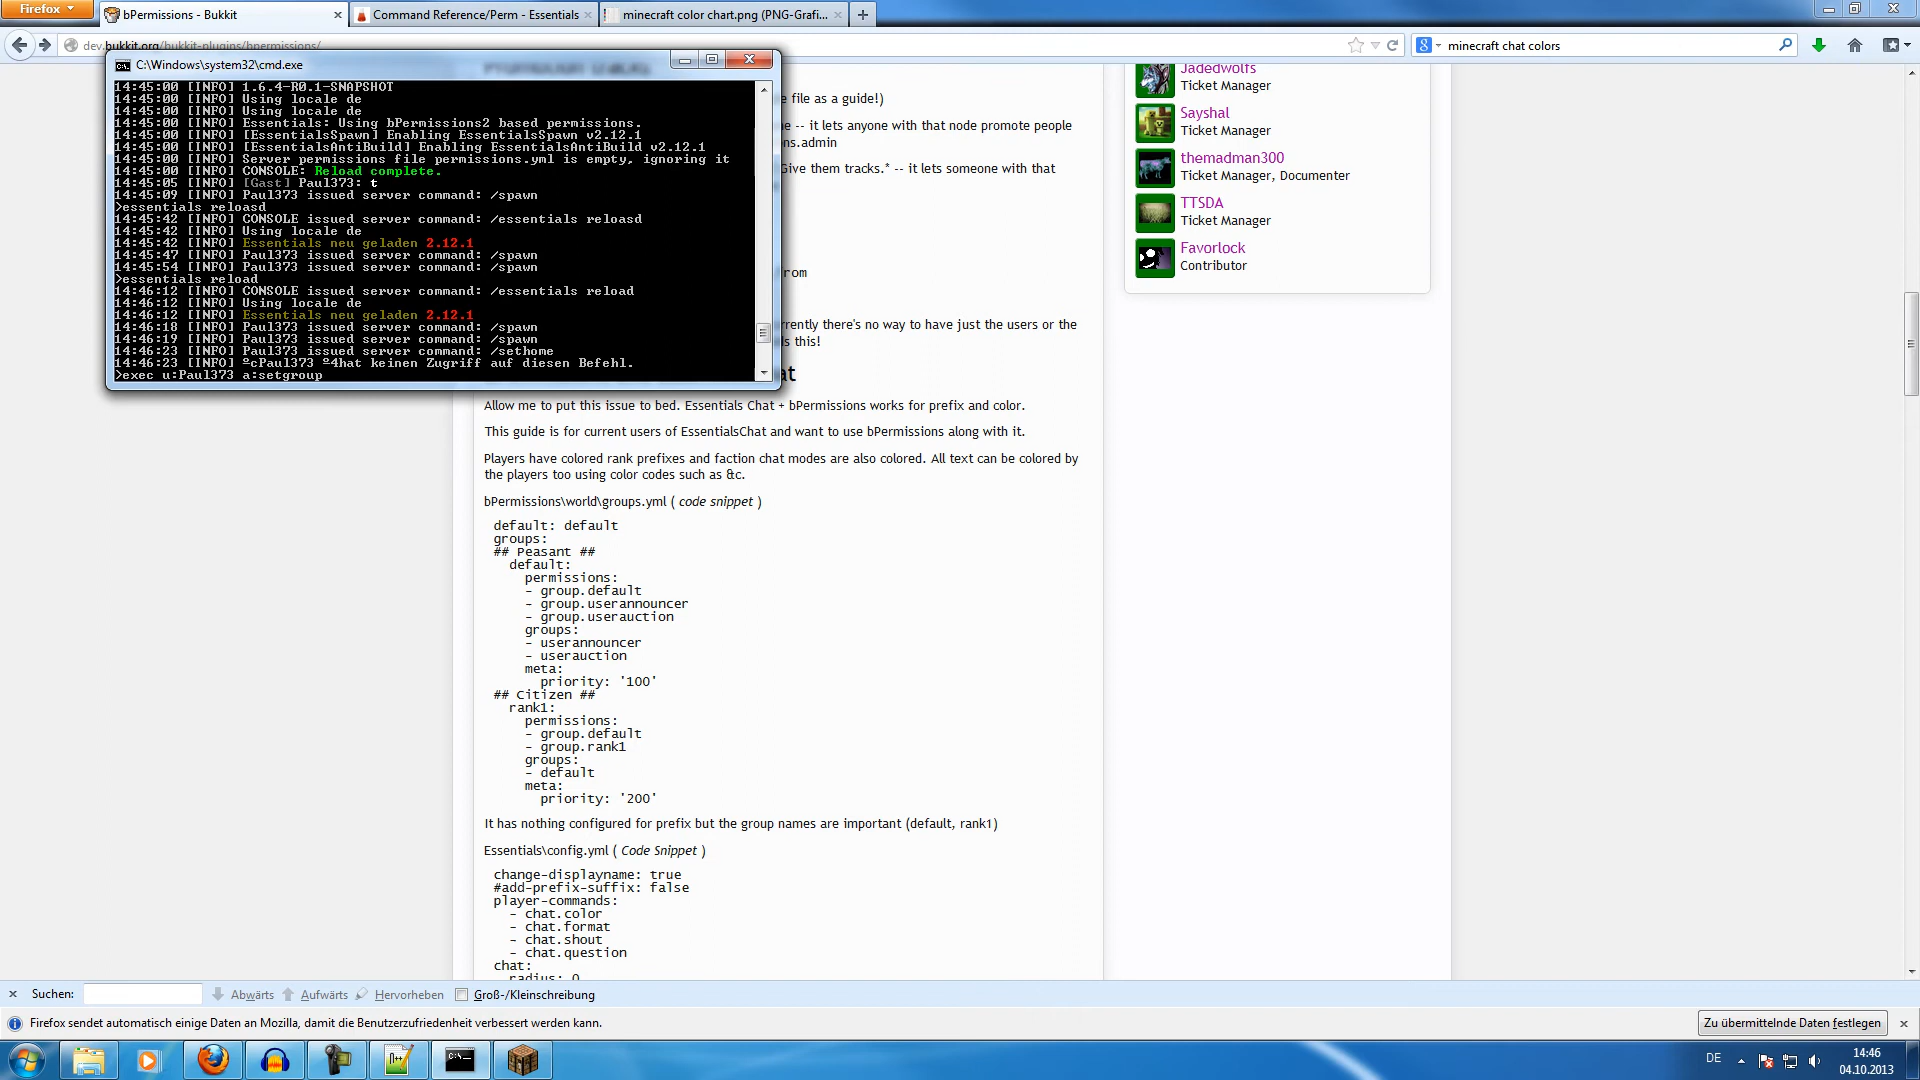 Firefox
bPermissions - Bukkit
Command Reference/Perm - Essentials
minecraft color chart.png (PNG-Grafi...
dev.bukkit.org/bukkit-plugins/bpermissions/
minecraft chat colors
C:\Windows\system32\cmd.exe
14:45:00 [INFO] 1.6.4-R0.1-SNAPSHOT
14:45:00 [INFO] Using locale de
14:45:00 [INFO] Using locale de
14:45:00 [INFO] Essentials: Using bPermissions2 based permissions.
14:45:00 [INFO] [EssentialsSpawn] Enabling EssentialsSpawn v2.12.1
14:45:00 [INFO] [EssentialsAntiBuild] Enabling EssentialsAntiBuild v2.12.1
14:45:00 [INFO] Server permissions file permissions.yml is empty, ignoring it
14:45:00 [INFO] CONSOLE: Reload complete.
14:45:05 [INFO] [Gast] Paul373: t
14:45:09 [INFO] Paul373 issued server command: /spawn
>essentials reloasd
14:45:42 [INFO] CONSOLE issued server command: /essentials reloasd
14:45:42 [INFO] Using locale de
14:45:42 [INFO] Essentials neu geladen 2.12.1
14:45:47 [INFO] Paul373 issued server command: /spawn
14:45:54 [INFO] Paul373 issued server command: /spawn
>essentials reload
14:46:12 [INFO] CONSOLE issued server command: /essentials reload
14:46:12 [INFO] Using locale de
14:46:12 [INFO] Essentials neu geladen 2.12.1
14:46:18 [INFO] Paul373 issued server command: /spawn
14:46:19 [INFO] Paul373 issued server command: /spawn
14:46:23 [INFO] Paul373 issued server command: /sethome
14:46:23 [INFO] ºcPaul373 º4hat keinen Zugriff auf diesen Befehl.
>exec u:Paul373 a:setgroup
e file as a guide!)
ne -- it lets anyone with that node promote people
ms.admin
Give them tracks.* -- it lets someone with that
from
rrently there's no way to have just the users or the
s this!
at
Allow me to put this issue to bed. Essentials Chat + bPermissions works for prefix and color.
This guide is for current users of EssentialsChat and want to use bPermissions along with it.
Players have colored rank prefixes and faction chat modes are also colored. All text can be colored by
the players too using color codes such as &c.
bPermissions\world\groups.yml ( code snippet )
default: default
groups:
## Peasant ##
default:
permissions:
- group.default
- group.userannouncer
- group.userauction
groups:
- userannouncer
- userauction
meta:
priority: '100'
## Citizen ##
rank1:
permissions:
- group.default
- group.rank1
groups:
- default
meta:
priority: '200'
It has nothing configured for prefix but the group names are important (default, rank1)
Essentials\config.yml ( Code Snippet )
change-displayname: true
#add-prefix-suffix: false
player-commands:
- chat.color
- chat.format
- chat.shout
- chat.question
chat:
radius: 0
Jadedwolfs
Ticket Manager
Sayshal
Ticket Manager
themadman300
Ticket Manager, Documenter
TTSDA
Ticket Manager
Favorlock
Contributor
Suchen:
Abwärts
Aufwärts
Hervorheben
Groß-/Kleinschreibung
Firefox sendet automatisch einige Daten an Mozilla, damit die Benutzerzufriedenheit verbessert werden kann.
Zu übermittelnde Daten festlegen
DE
14:46
04.10.2013